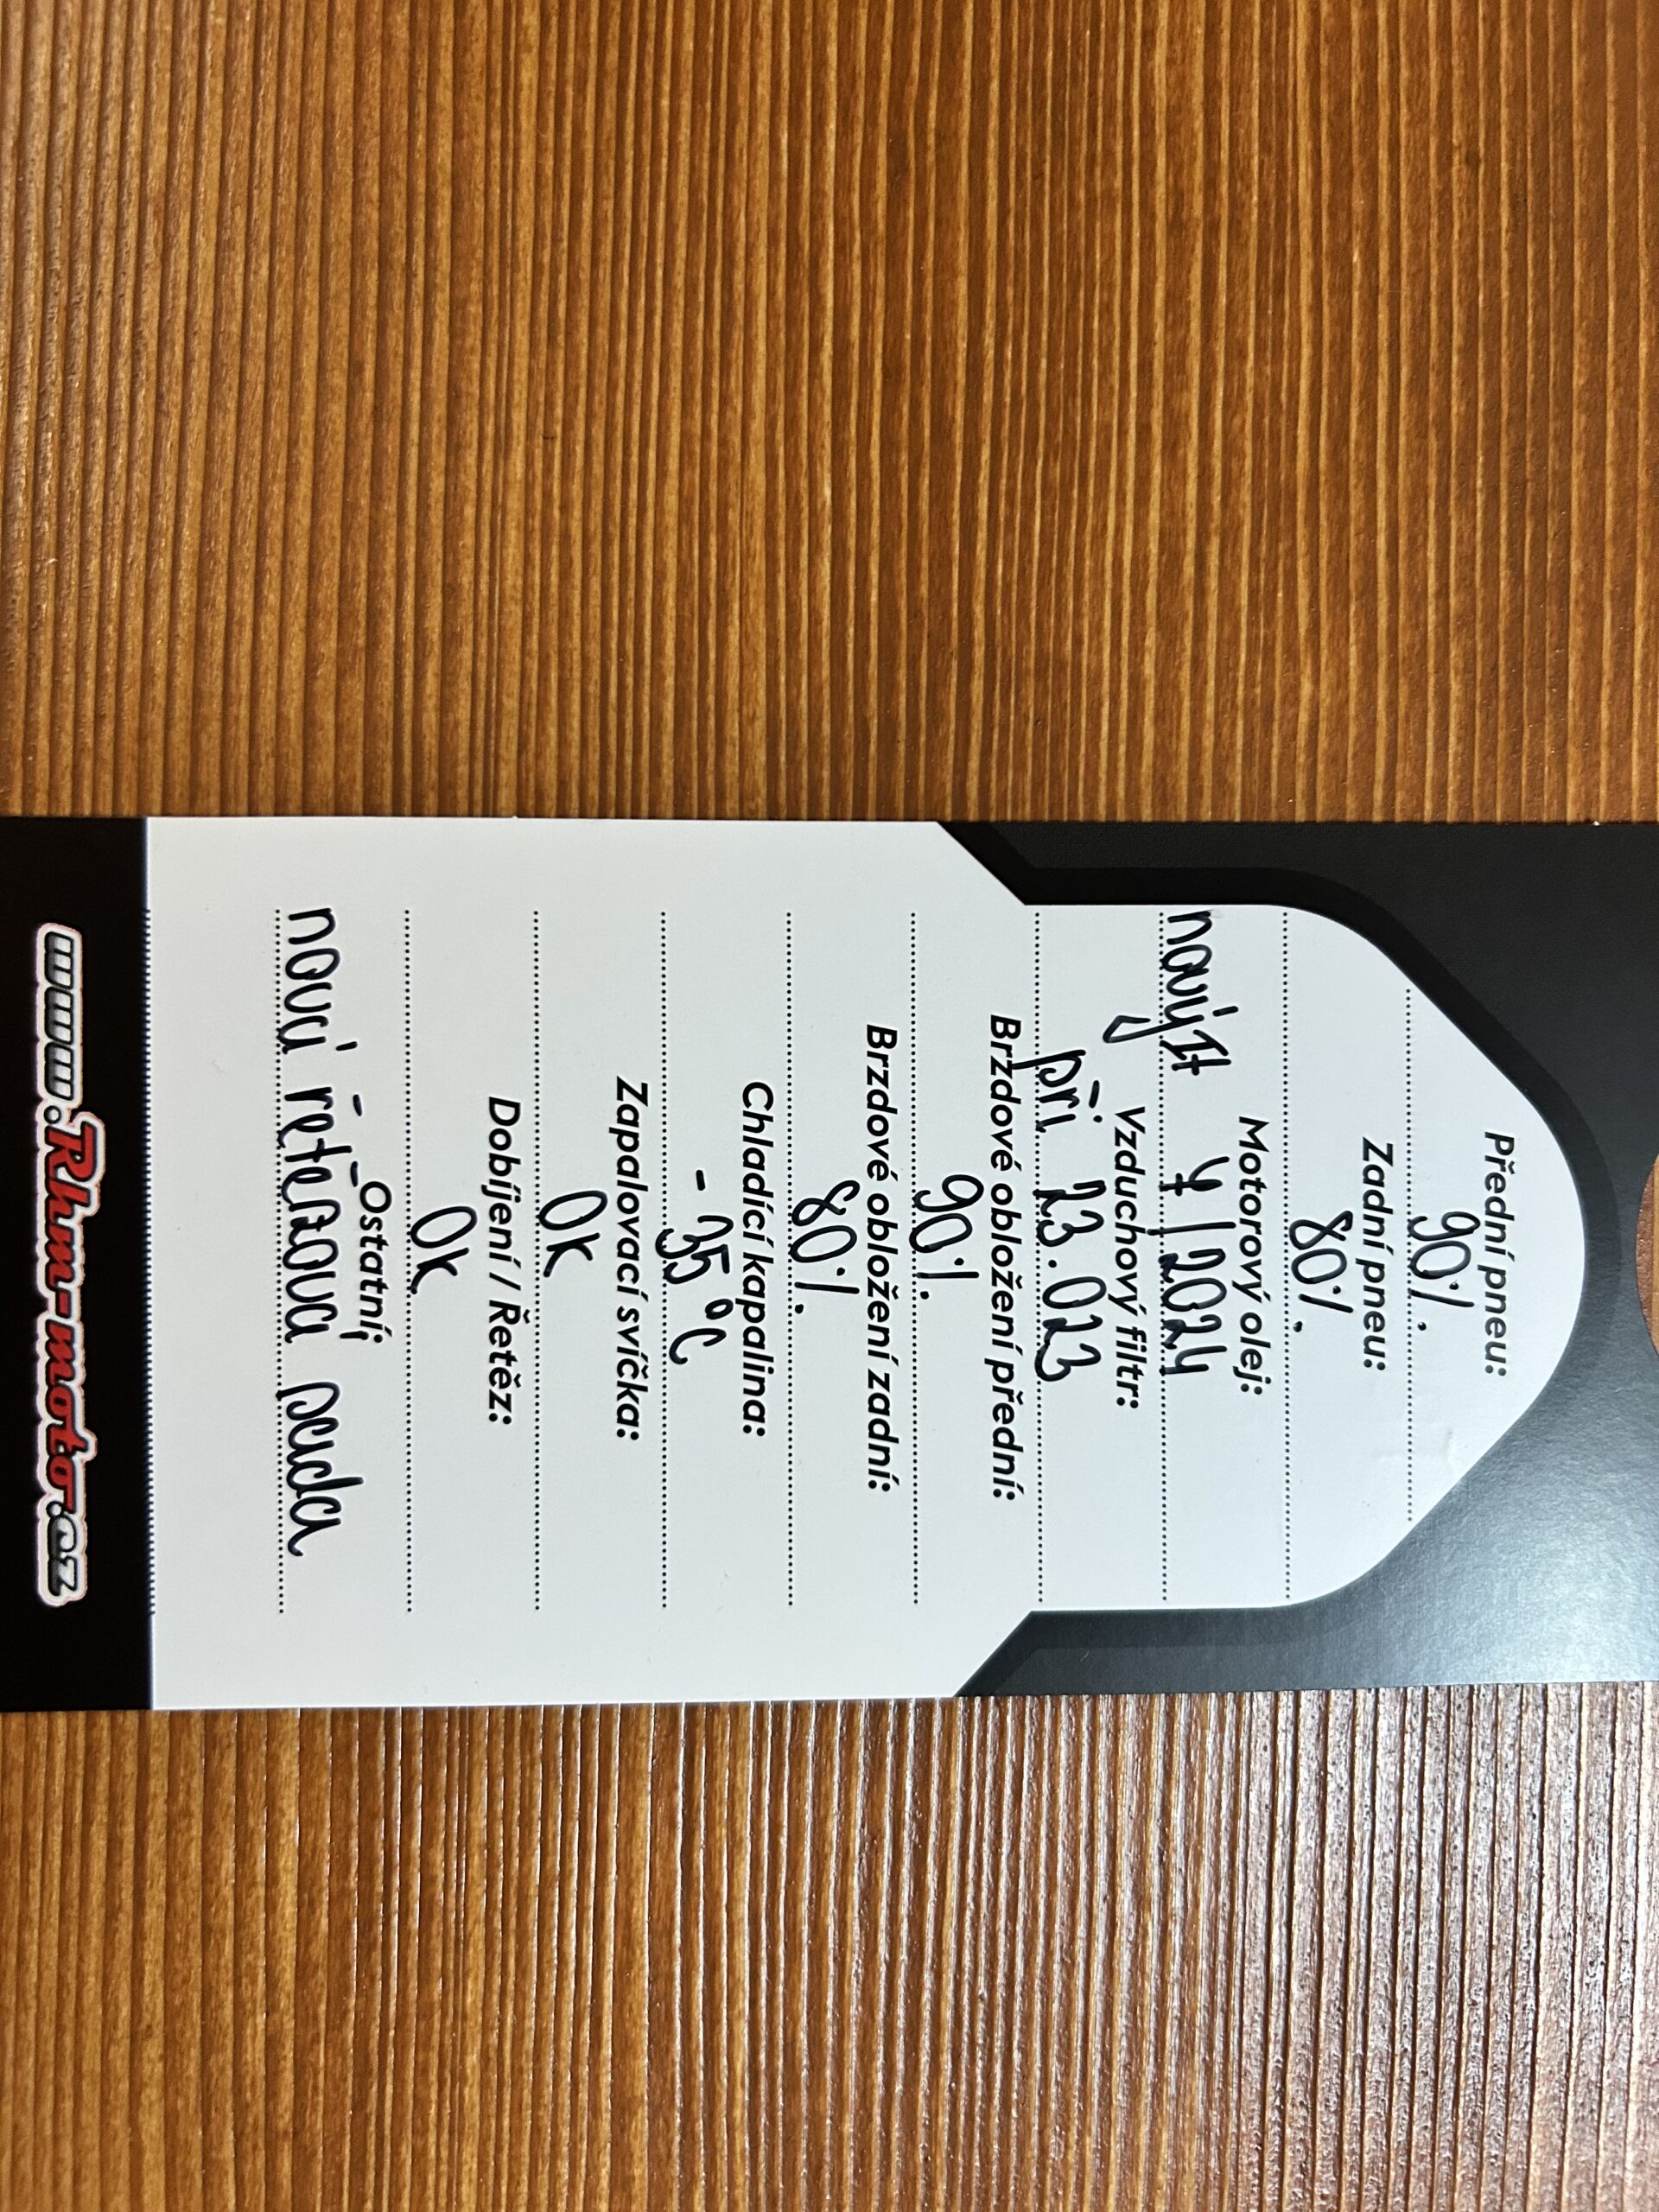 Přední pneu:
90%.
Zadní pneu:
80%.
Motorový olej:
4/2024
Vzduchový filtr:
při 23.023
Brzdové obložení přední:
90%.
Brzdové obložení zadní:
80%.
Chladící kapalina:
- 35°C
Zapalovací svíčka:
Ok
Dobíjení / Řetěz:
Ok
Ostatní:
nová řetězová sada
www.Rhm-motor.cz